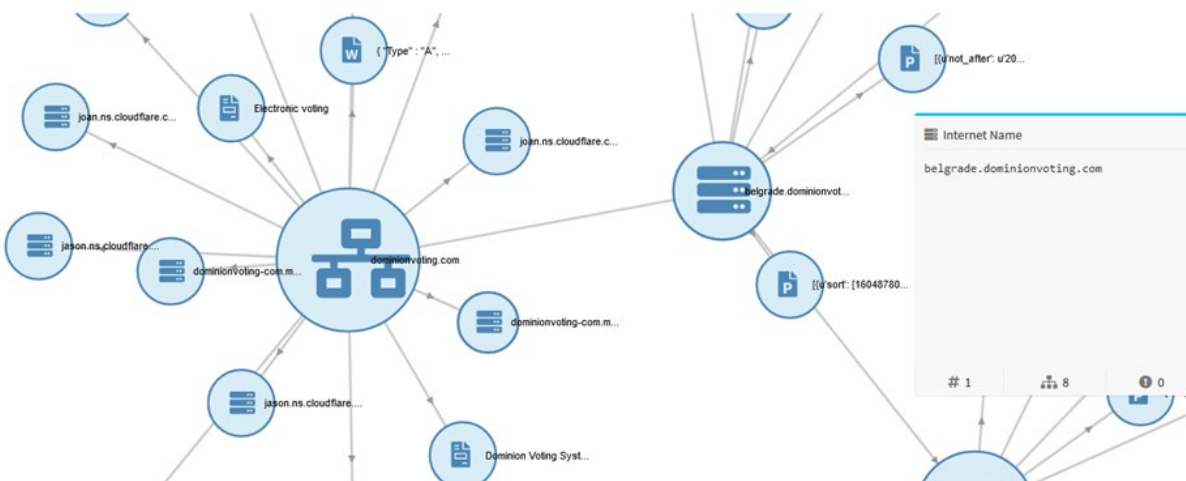 { "Type" : "A", ...
[{u'not_after': u'20...
Electronic voting
joan.ns.cloudflare.c...
joan.ns.cloudflare.c...
Internet Name
belgrade.dominionvoting.com
belgrade.dominionvot...
jason.ns.cloudflare....
dominionvoting.com
dominionvoting-com.m...
[{u'sort': [16048780...
dominionvoting-com.m...
# 1
8
0
jason.ns.cloudflare....
Dominion Voting Syst...
W
P
P